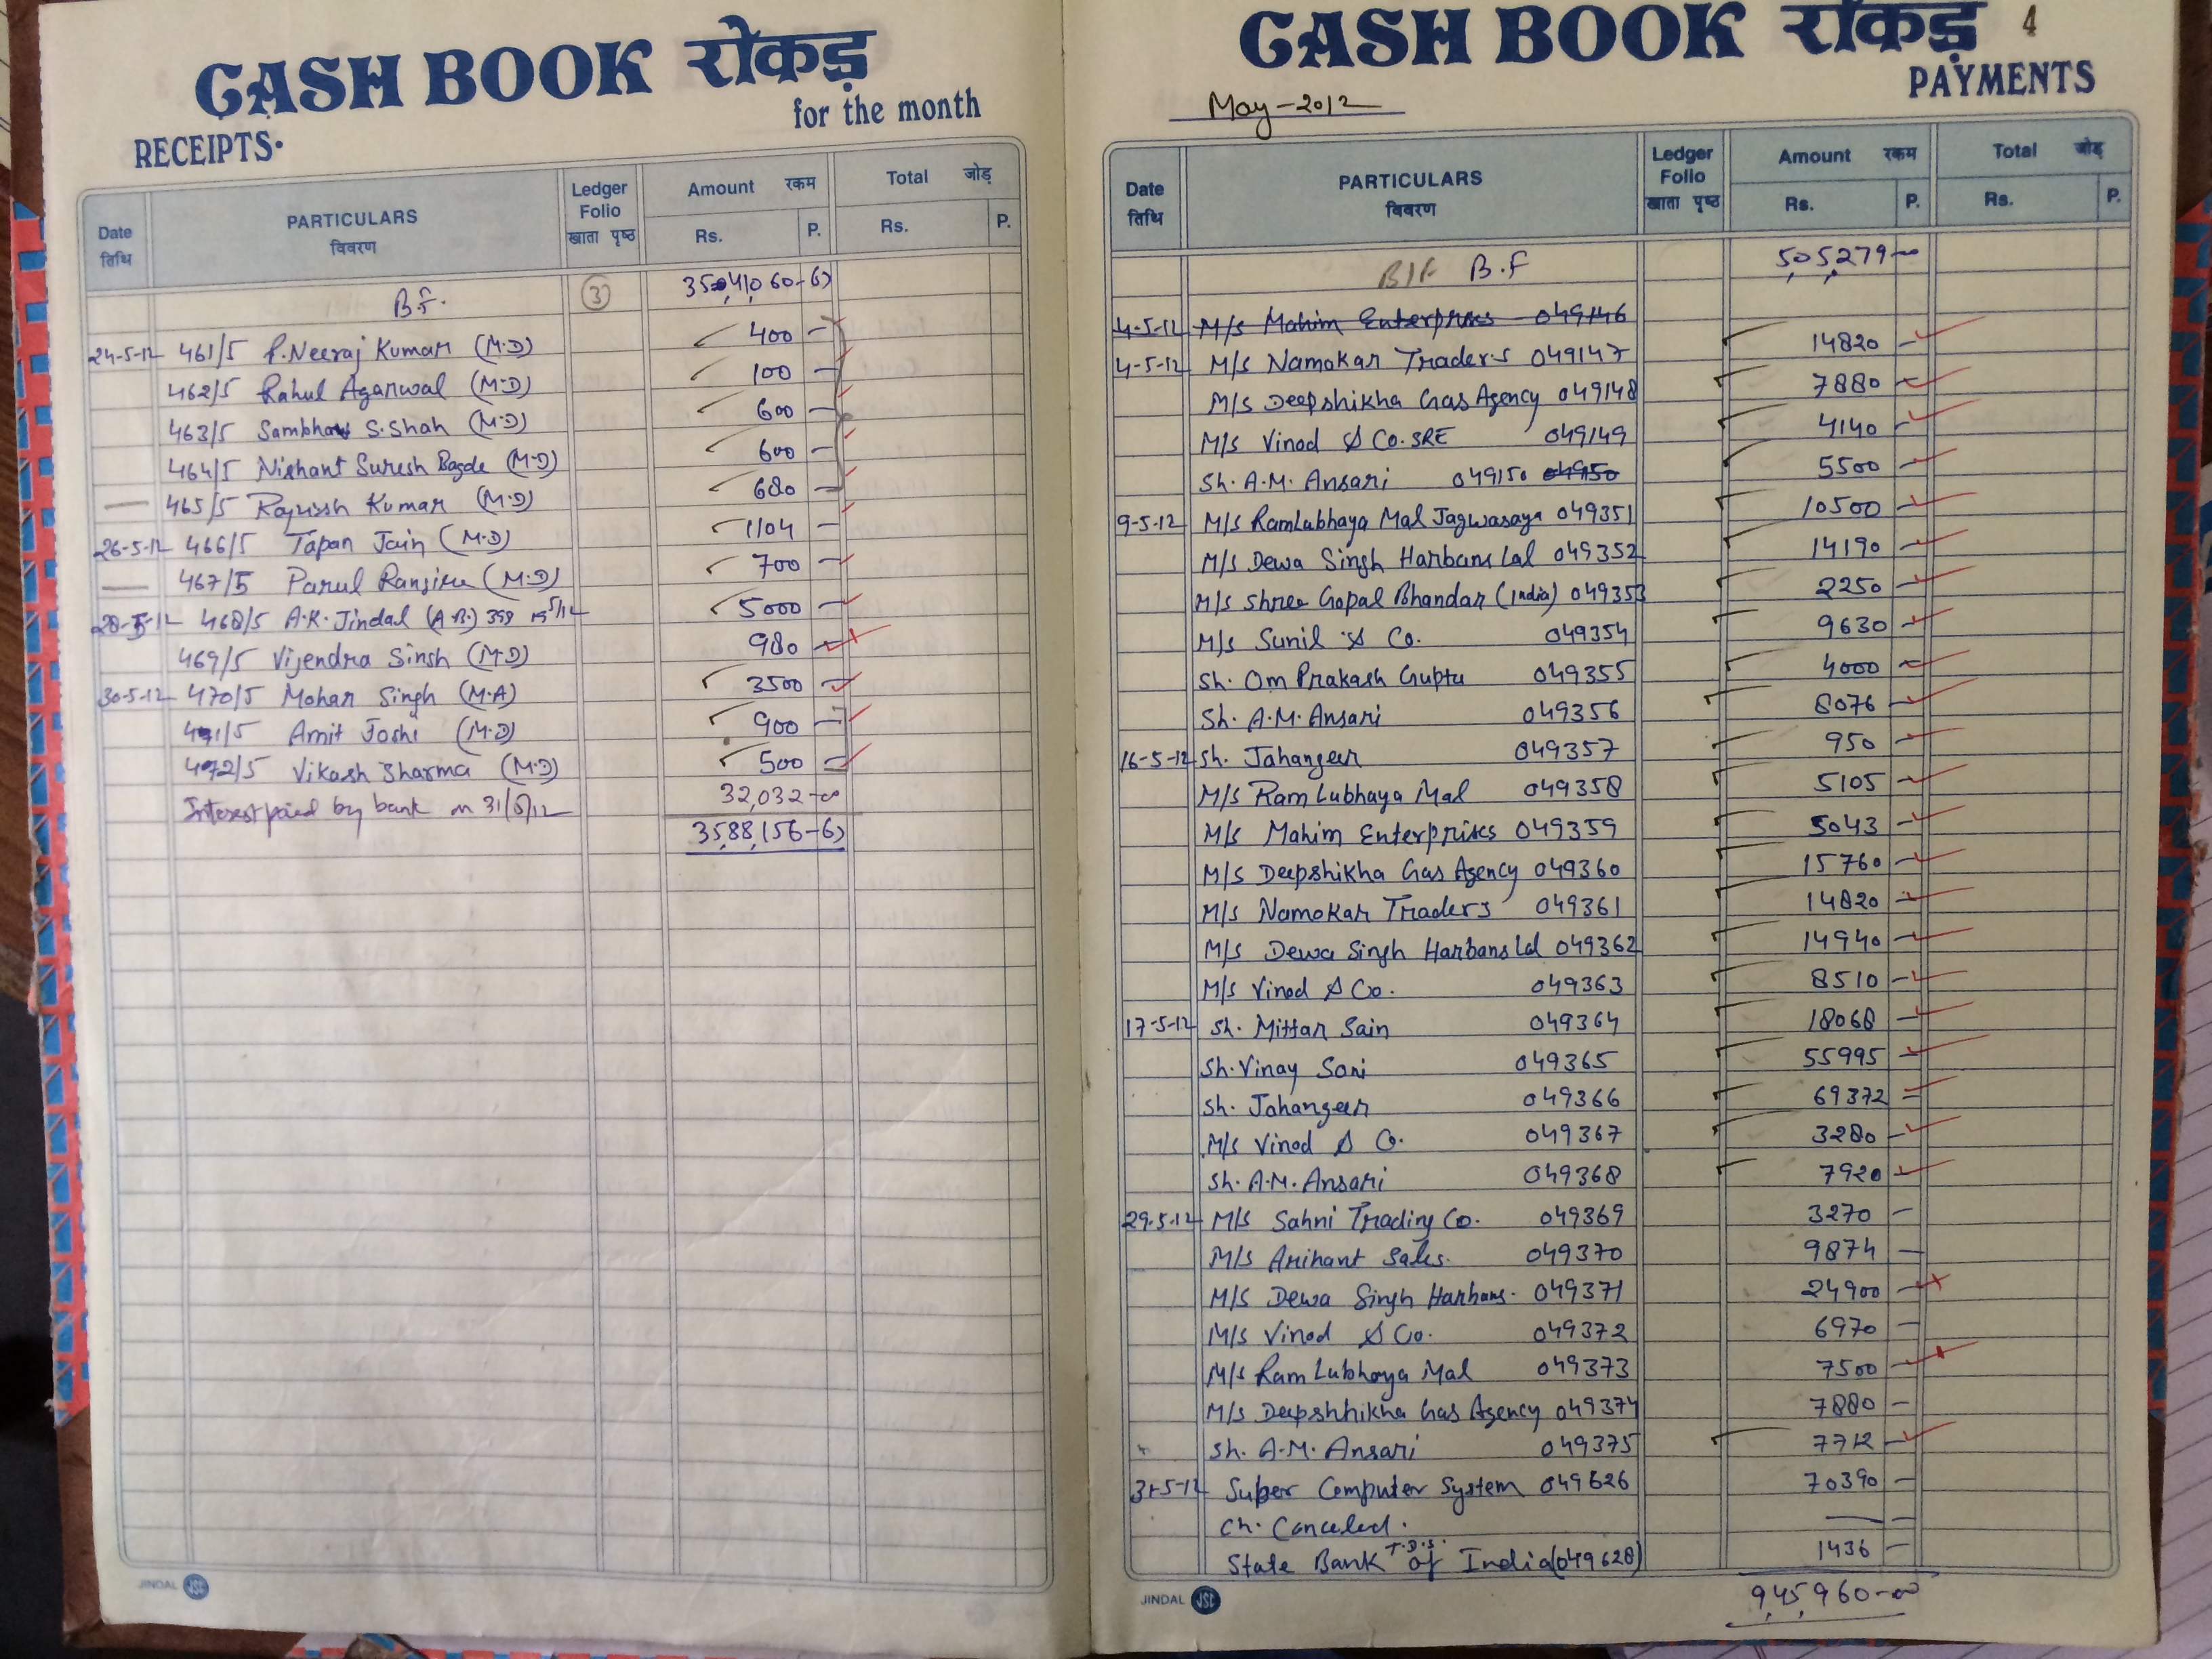 CASH BOOK रोकड़
for the month
RECEIPTS.
Date तिथि PARTICULARS विवरण Ledger Folio खाता पृष्ठ Amount रकम Rs. P. Total जोड़ Rs. P.
B.F. 3 35,41,060-63
24-5-12 461/5 P. Neeraj Kumar (M.D) 400 -
462/5 Rahul Agarwal (M.D) 100 -
463/5 Sambhav S. Shah (M.D) 600 -
464/5 Nishant Suresh Bagde (M.D) 600 -
465/5 Rajnish Kumar (M.D) 680 -
26-5-12 466/5 Tapan Jain (M.D) 1104 -
467/5 Parul (M.D) 700 -
28-5-12 468/5 A.K. Jindal (A.B.) 5000 -
469/5 Vijendra Singh (M.D) 980 -
30-5-12 470/5 Mohan Singh (M.A) 3500 -
471/5 Amit Joshi (M.D) 900 -
472/5 Vikash Sharma (M.D) 500 -
Interest paid by bank on 31/5/12 32,032-00
35,88,156-63
JINDAL
CASH BOOK रोकड़ 4
PAYMENTS
May-2012
Date तिथि PARTICULARS विवरण Ledger Folio खाता पृष्ठ Amount रकम Rs. P. Total जोड़ Rs. P.
B/F B.F 5,05,279-00
4-5-12 M/s Mahim Enterprises 049146
4-5-12 M/s Namokar Traders 049147 14820 -
M/s Deepshikha Gas Agency 049148 7880 -
M/s Vinod & Co. SRE 049149 4140 -
Sh. A.M. Ansari 049150 04950 5500 -
9-5-12 M/s Ramlabhaya Mal Jagwasaya 049351 10500 -
M/s Dewa Singh Harbans Lal 049352 14190 -
M/s Shree Gopal Bhandar (India) 049353 2250 -
M/s Sunil & Co. 049354 9630 -
Sh. Om Prakash Gupta 049355 4000 -
Sh. A.M. Ansari 049356 8076 -
16-5-12 Sh. Jahangeer 049357 950 -
M/s Ram Lubhaya Mal 049358 5105 -
M/s Mahim Enterprises 049359 5043 -
M/s Deepshikha Gas Agency 049360 15760 -
M/s Namokar Traders 049361 14820 -
M/s Dewa Singh Harbans Lal 049362 14940 -
M/s Vinod & Co. 049363 8510 -
17-5-12 Sh. Mittar Sain 049364 18068 -
Sh. Vinay Soni 049365 55995 -
Sh. Jahangeer 049366 69372 -
M/s Vinod & Co. 049367 3280 -
Sh. A.M. Ansari 049368 7920 -
29-5-12 M/s Sahni Trading Co. 049369 3270 -
M/s Arihant Sales. 049370 9874 -
M/s Dewa Singh Harbans. 049371 24900 -
M/s Vinod & Co. 049372 6970 -
M/s Ram Lubhaya Mal 049373 7500 -
M/s Deepshhikha Gas Agency 049374 7880 -
Sh. A.M. Ansari 049375 7712 -
31-5-12 Super Computer System 049626 70390 -
Ch. Canceled.
State Bank T.D.S. of India (049628) 1436 -
9,45,960-00
JINDAL JSC